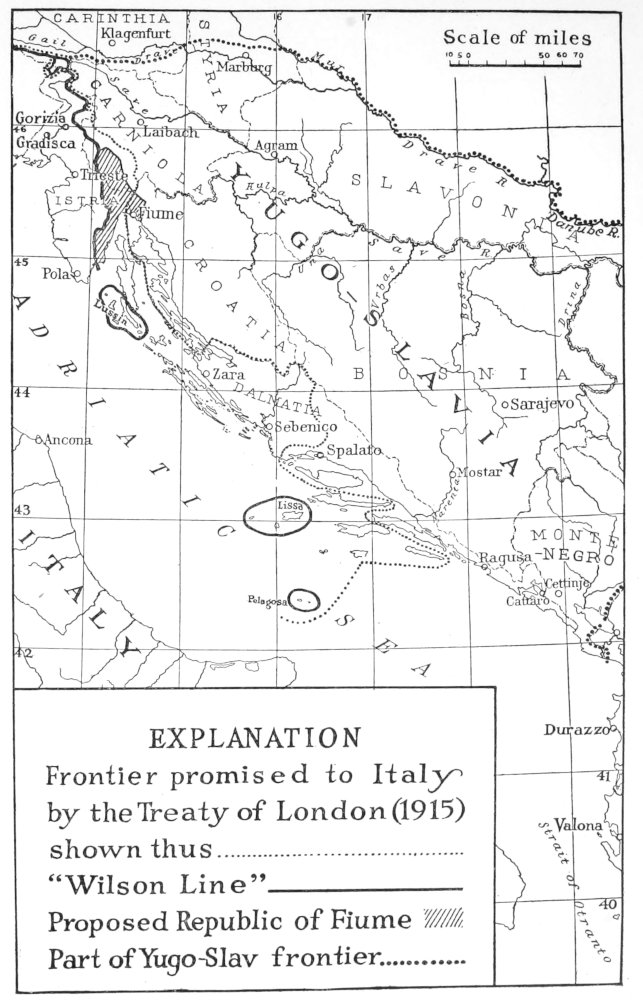 CARINTHIA
Klagenfurt
STYRIA
16
17
Scale of miles
10 5 0 50 60 70
Gail
Drave
Marburg
Mur
Save
CARNIOLA
Gorizia
46
Gradisca
Laibach
Agram
Drave R.
Trieste
ISTRIA
Fiume
Kulpa
SLAVONIA
Danube R.
YUGO-SLAVIA
Save R.
45
Pola
CROATIA
Una
Vrbas
Bosna
Drina
Lussin
ADRIATIC SEA
44
Zara
DALMATIA
BOSNIA
Sarajevo
Ancona
Sebenico
Spalato
Mostar
Narenta
43
Lissa
MONTE-
NEGRO
Ragusa
Cettinje
Cattaro
ITALY
Pelagosa
42
Durazzo
41
Valona
Strait of Otranto
40
EXPLANATION
Frontier promised to Italy
by the Treaty of London (1915)
shown thus
"Wilson Line"
Proposed Republic of Fiume
Part of Yugo-Slav frontier